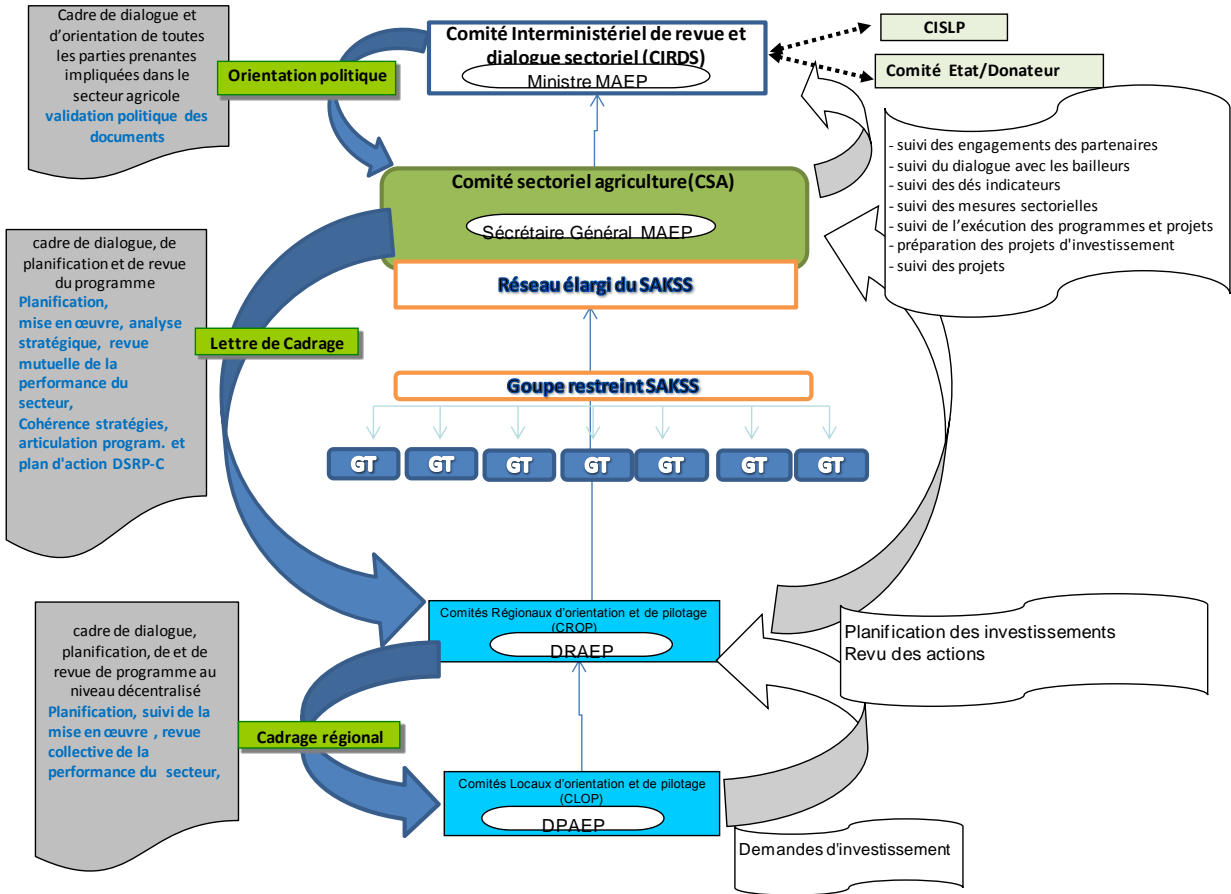 Cadre de dialogue et
d'orientation de toutes
les parties prenantes
impliquées dans le
secteur agricole
validation politique des
documents
Orientation politique
Comité Interministériel de revue et
dialogue sectoriel (CIRDS)
Ministre MAEP
CISLP
Comité Etat/Donateur
- suivi des engagements des partenaires
- suivi du dialogue avec les bailleurs
- suivi des dés indicateurs
- suivi des mesures sectorielles
- suivi de l'exécution des programmes et projets
- préparation des projets d'investissement
- suivi des projets
Comité sectoriel agriculture(CSA)
Sécrétaire Général MAEP
Réseau élargi du SAKSS
cadre de dialogue, de
planification et de revue
du programme
Planification,
mise en œuvre, analyse
stratégique, revue
mutuelle de la
performance du
secteur,
Cohérence stratégies,
articulation program. et
plan d'action DSRP-C
Lettre de Cadrage
Goupe restreint SAKSS
GT GT GT GT GT GT GT
Comités Régionaux d'orientation et de pilotage
(CROP)
DRAEP
Planification des investissements
Revu des actions
cadre de dialogue,
planification, de et de
revue de programme au
niveau décentralisé
Planification, suivi de la
mise en œuvre , revue
collective de la
performance du secteur,
Cadrage régional
Comités Locaux d'orientation et de pilotage
(CLOP)
DPAEP
Demandes d'investissement